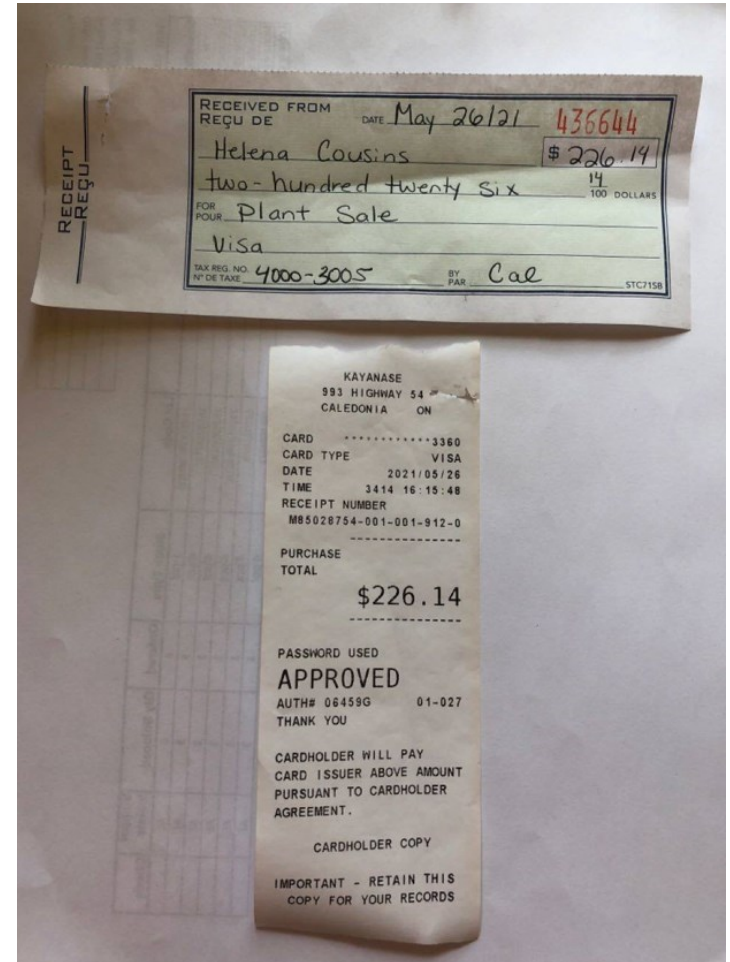 RECEIPT
REÇU
RECEIVED FROM
REÇU DE
DATE May 26/21
436644
Helena Cousins
$ 226.14
two-hundred twenty six 14/100 DOLLARS
FOR
POUR Plant Sale
Visa
TAX REG. NO.
N° DE TAXE 4000-3005
BY
PAR Cal
STC71SB
KAYANASE
993 HIGHWAY 54
CALEDONIA ON
CARD ************3360
CARD TYPE VISA
DATE 2021/05/26
TIME 3414 16:15:48
RECEIPT NUMBER
M85028754-001-001-912-0
PURCHASE
TOTAL
$226.14
PASSWORD USED
APPROVED
AUTH# 06459G 01-027
THANK YOU
CARDHOLDER WILL PAY
CARD ISSUER ABOVE AMOUNT
PURSUANT TO CARDHOLDER
AGREEMENT.
CARDHOLDER COPY
IMPORTANT - RETAIN THIS
COPY FOR YOUR RECORDS